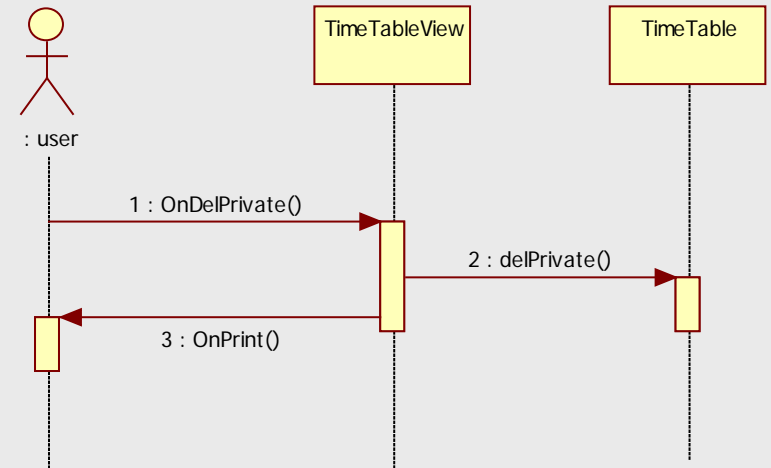 TimeTableView
TimeTable
: user
1 : OnDelPrivate()
2 : delPrivate()
3 : OnPrint()